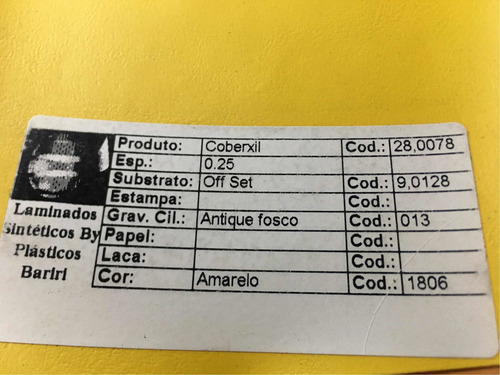 Produto: Coberxil Cod.: 28,0078
Esp.: 0.25
Substrato: Off Set Cod.: 9,0128
Estampa: Cod.:
Grav. Cil.: Antique fosco Cod.: 013
Papel: Cod.:
Laca: Cod.:
Cor: Amarelo Cod.: 1806
Laminados
Sintéticos By
Plásticos
Bariri